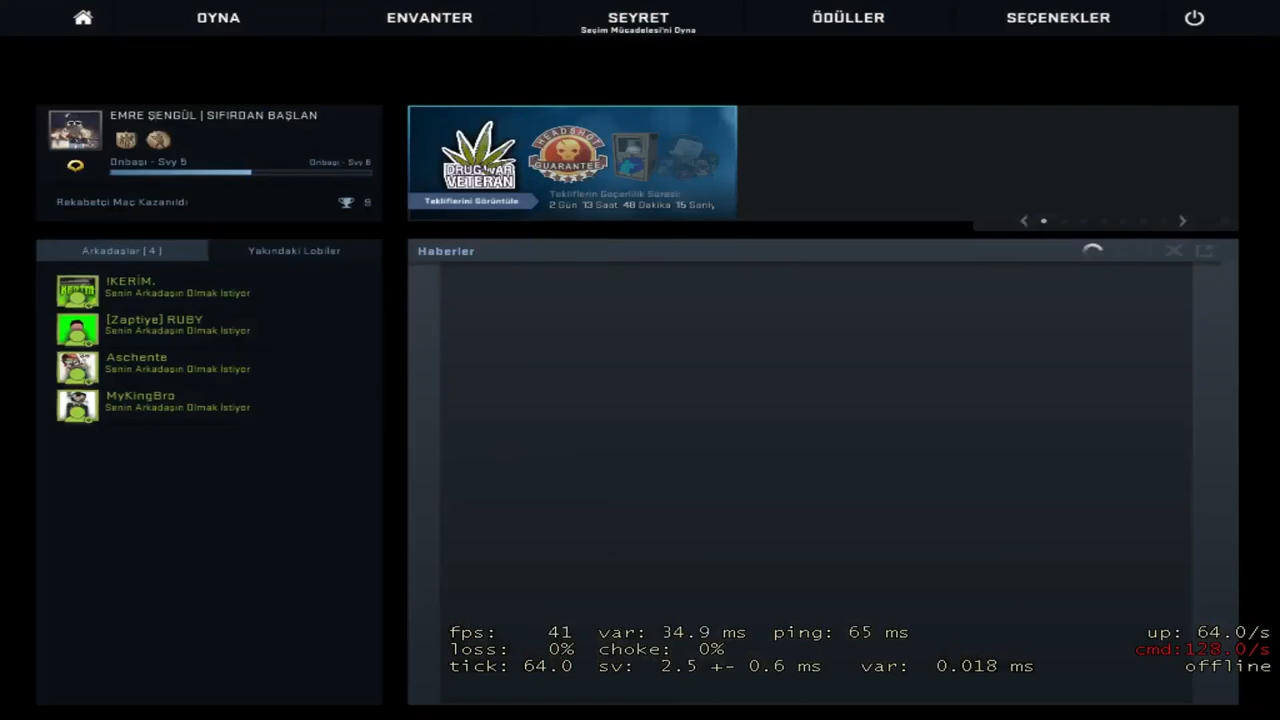 OYNA
ENVANTER
SEYRET
Seçim Mücadelesi'ni Oyna
ÖDÜLLER
SEÇENEKLER
EMRE ŞENGÜL | SIFIRDAN BAŞLAN
Onbaşı - Svy 5
Onbaşı - Svy 6
Rekabetçi Maç Kazanıldı
9
DRUG WAR
VETERAN
HEADSHOT
GUARANTEE
Tekliflerini Görüntüle
Tekliflerin Geçerlilik Süresi:
2 Gün 13 Saat 48 Dakika 15 Saniy
Arkadaşlar [4]
Yakındaki Lobiler
Haberler
!KERİM.
Senin Arkadaşın Olmak İstiyor
[Zaptiye] RUBY
Senin Arkadaşın Olmak İstiyor
Aschente
Senin Arkadaşın Olmak İstiyor
MyKingBro
Senin Arkadaşın Olmak İstiyor
fps: 41 var: 34.9 ms ping: 65 ms
loss: 0% choke: 0%
tick: 64.0 sv: 2.5 +- 0.6 ms var: 0.018 ms
up: 64.0/s
cmd:128.0/s
offline